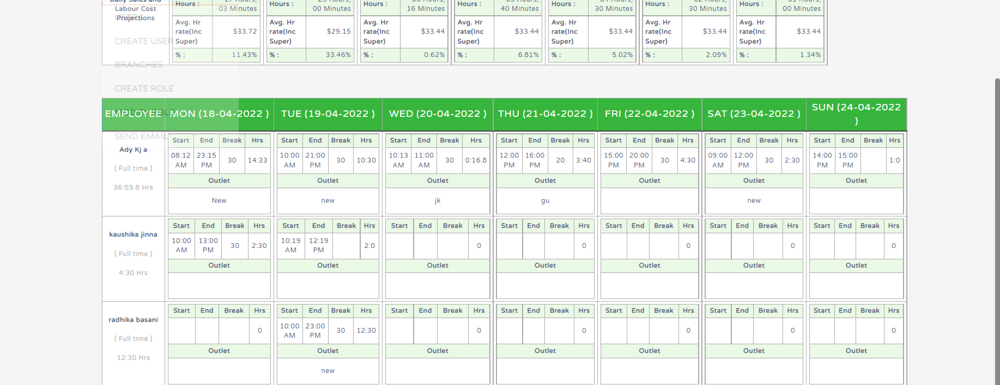 Daily Sales and
Labour Cost
Projections
Hours :
17 Hours,
03 Minutes
Hours :
00 Minutes
Hours :
16 Minutes
Hours :
40 Minutes
Hours :
30 Minutes
Hours :
30 Minutes
Hours :
00 Minutes
Avg. Hr
rate(Inc
Super)
$33.72
Avg. Hr
rate(Inc
Super)
$29.15
Avg. Hr
rate(Inc
Super)
$33.44
Avg. Hr
rate(Inc
Super)
$33.44
Avg. Hr
rate(Inc
Super)
$33.44
Avg. Hr
rate(Inc
Super)
$33.44
Avg. Hr
rate(Inc
Super)
$33.44
% : 11.43%
% : 33.46%
% : 0.62%
% : 6.81%
% : 5.02%
% : 2.09%
% : 1.34%
CREATE USER
BRANCHES
CREATE ROLE
MODIFY ROLE
SEND EMAIL
EMPLOYEE MON (18-04-2022 ) TUE (19-04-2022 ) WED (20-04-2022 ) THU (21-04-2022 ) FRI (22-04-2022 ) SAT (23-04-2022 ) SUN (24-04-2022
)
Ady Kj a
( Full time )
36:59.8 Hrs
Start End Break Hrs
08:12
AM
23:15
PM
30
14:33
Outlet
New
Start End Break Hrs
10:00
AM
21:00
PM
30
10:30
Outlet
new
Start End Break Hrs
10:13
AM
11:00
AM
30
0:16.8
Outlet
jk
Start End Break Hrs
12:00
PM
16:00
PM
20
3:40
Outlet
gu
Start End Break Hrs
15:00
PM
20:00
PM
30
4:30
Outlet
Start End Break Hrs
09:00
AM
12:00
PM
30
2:30
Outlet
new
Start End Break Hrs
14:00
PM
15:00
PM
1:0
Outlet
kaushika jinna
( Full time )
4:30 Hrs
Start End Break Hrs
10:00
AM
13:00
PM
30
2:30
Outlet
Start End Break Hrs
10:19
AM
12:19
PM
2:0
Outlet
Start End Break Hrs
0
Outlet
Start End Break Hrs
0
Outlet
Start End Break Hrs
0
Outlet
Start End Break Hrs
0
Outlet
Start End Break Hrs
0
Outlet
radhika basani
( Full time )
12:30 Hrs
Start End Break Hrs
0
Outlet
Start End Break Hrs
10:00
AM
23:00
PM
30
12:30
Outlet
new
Start End Break Hrs
0
Outlet
Start End Break Hrs
0
Outlet
Start End Break Hrs
0
Outlet
Start End Break Hrs
0
Outlet
Start End Break Hrs
0
Outlet